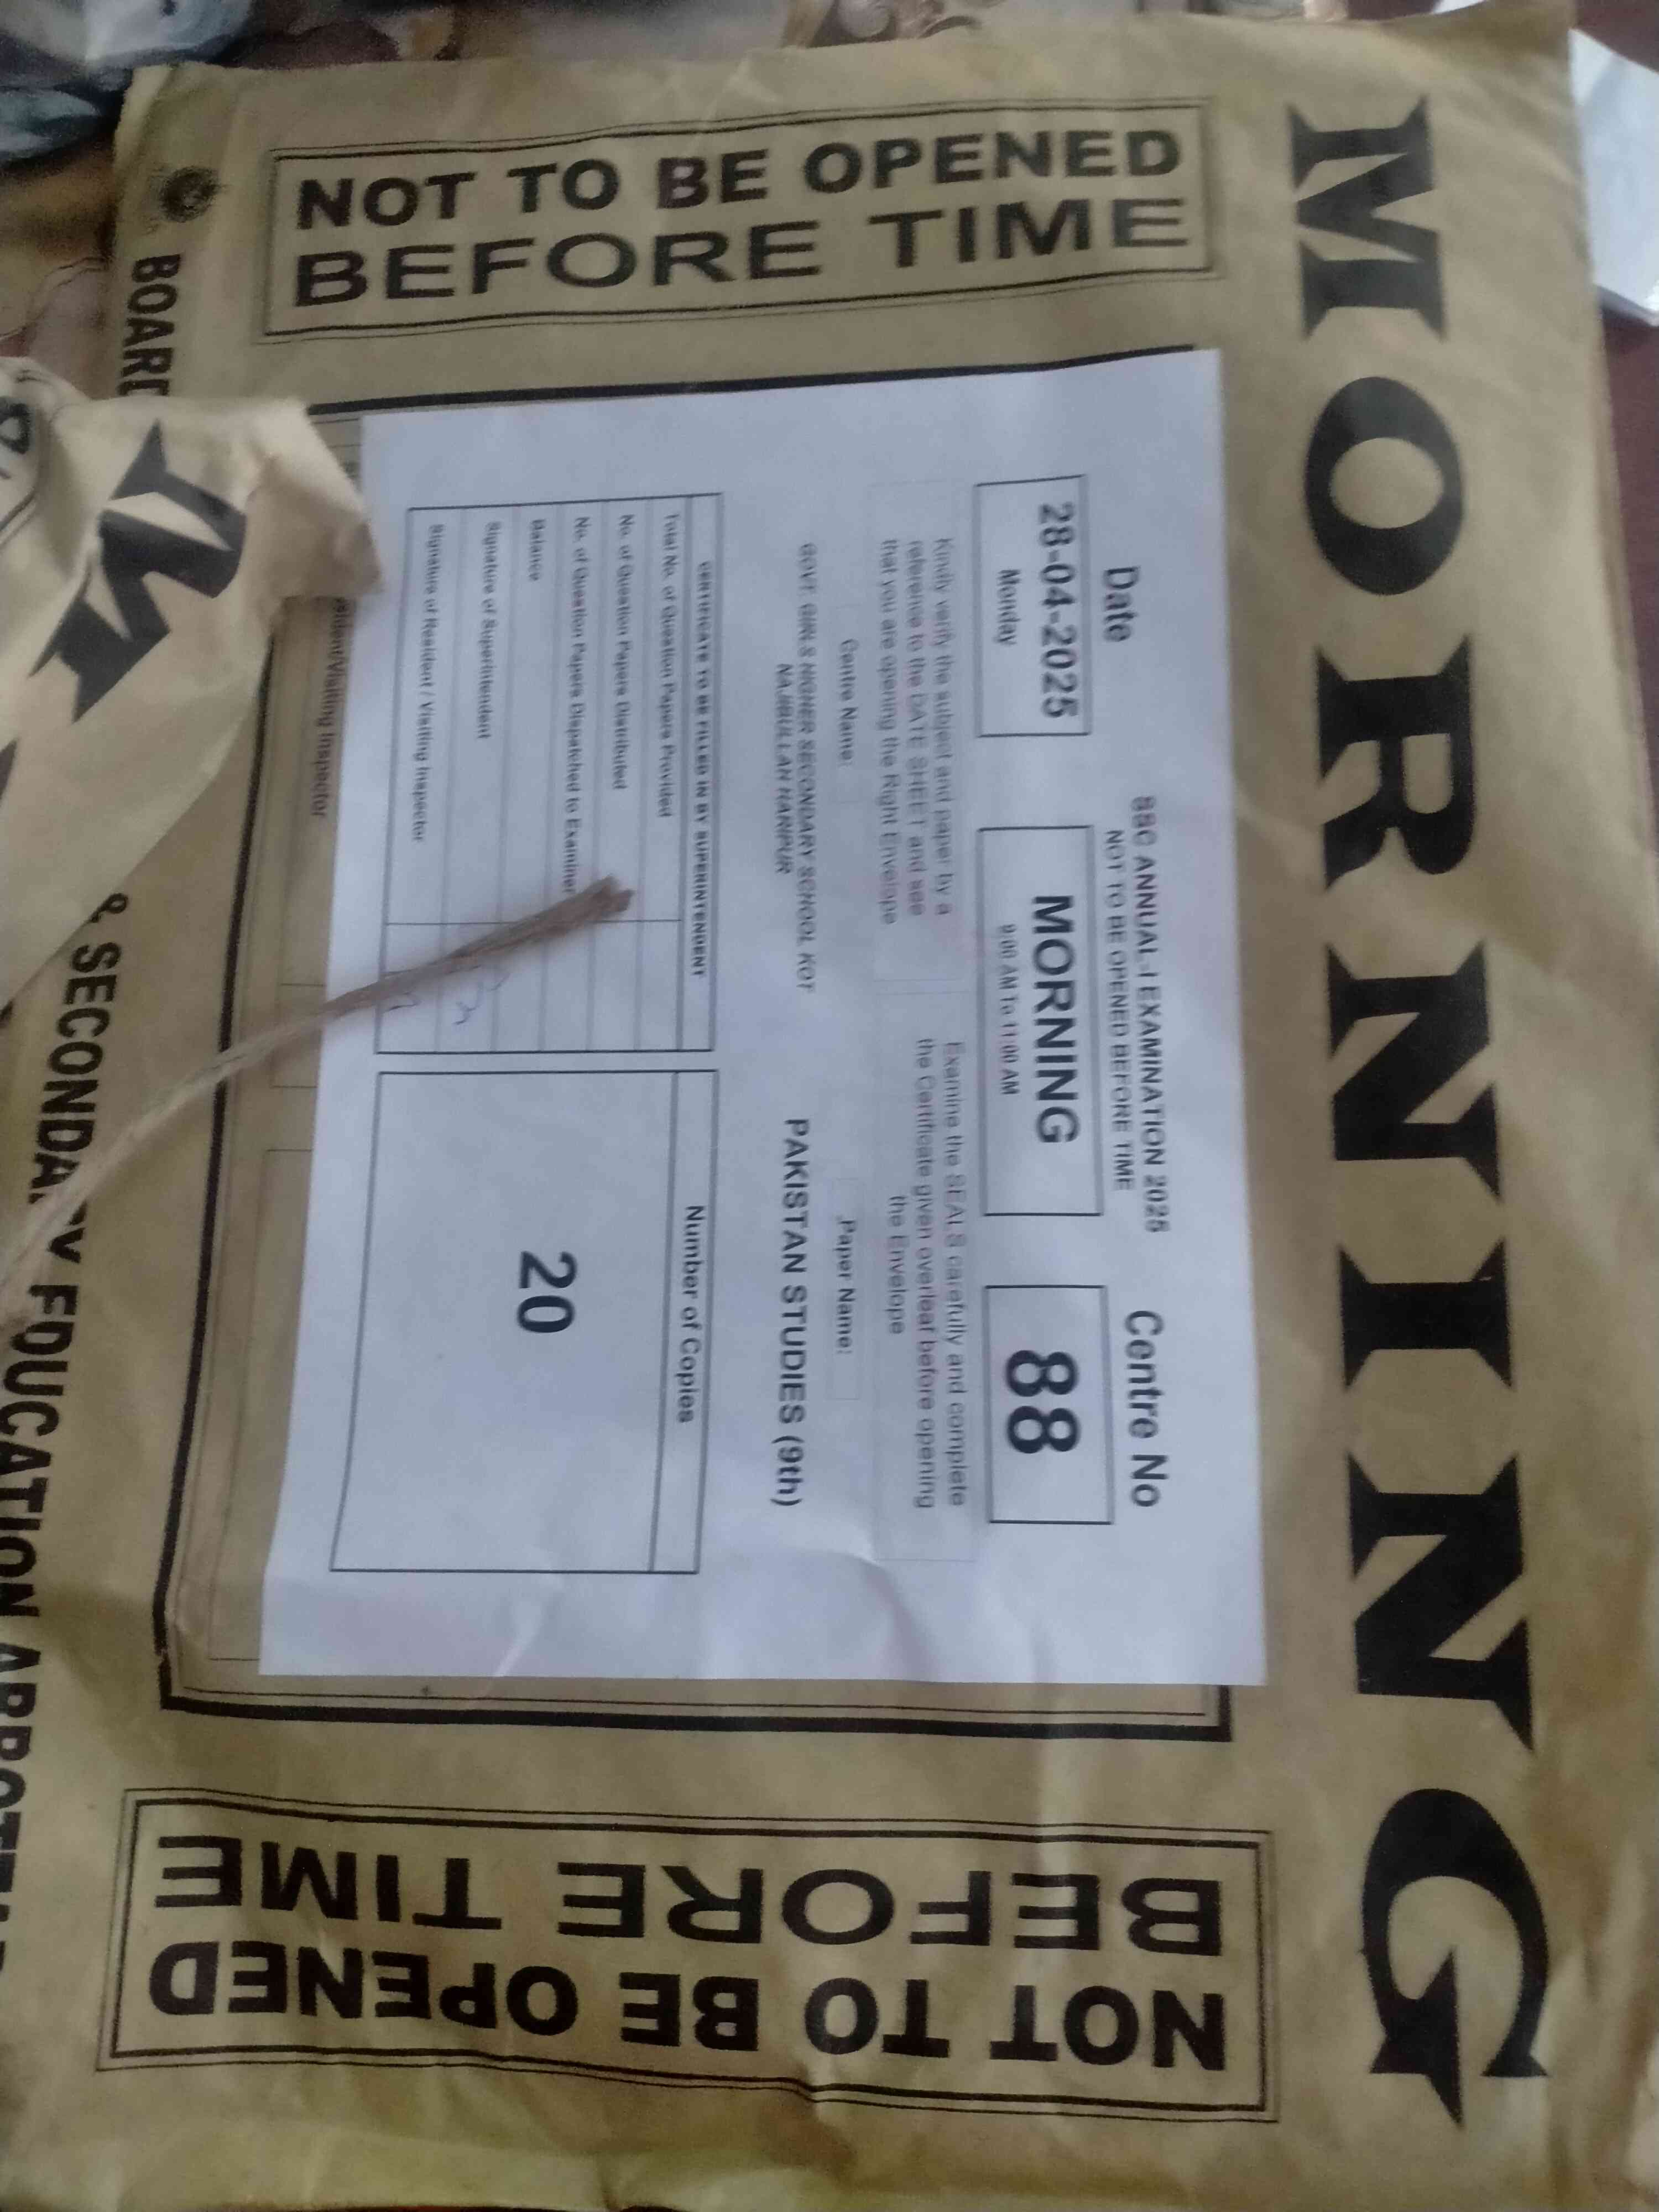 MORNING
NOT TO BE OPENED
BEFORE TIME
SSC ANNUAL-I EXAMINATION 2025
NOT TO BE OPENED BEFORE TIME
Date
28-04-2025
Monday
MORNING
9:00 AM To 11:00 AM
Centre No
88
Kindly verify the subject and paper by a
reference to the DATE SHEET and see
that you are opening the Right Envelope
Examine the SEALS carefully and complete
the Certificate given overleaf before opening
the Envelope
Centre Name:
GOVT. GIRLS HIGHER SECONDARY SCHOOL KOT
NAJIBULLAH HARIPUR
Paper Name:
PAKISTAN STUDIES (9th)
CERTIFICATE TO BE FILLED IN BY SUPERINTENDENT
Total No. of Question Papers Provided
No. of Question Papers Distributed
No. of Question Papers Dispatched to Examiner
Balance
Signature of Superintendent
Signature of Resident / Visiting Inspector
Number of Copies
20
Visiting Inspector
NOT TO BE OPENED
BEFORE TIME
BOARD
& SECONDARY EDUCATION
M